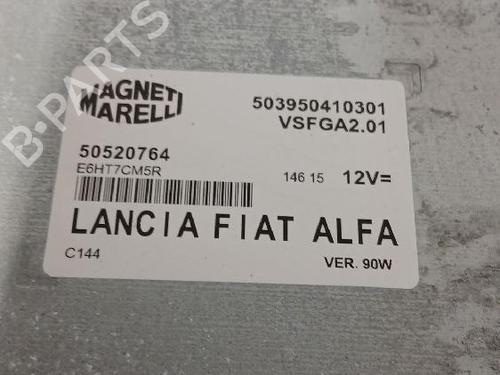 B-PARTS
MAGNETI
MARELLI
503950410301
VSFGA2.01
50520764
E6HT7CM5R
146 15 12V=
LANCIA FIAT ALFA
C144
VER. 90W